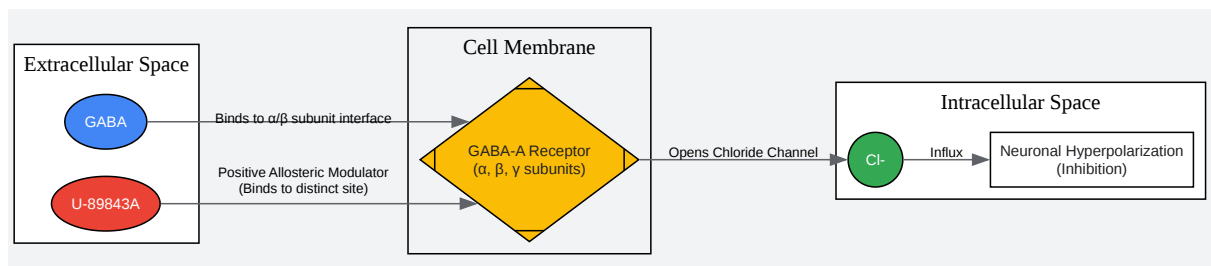 Extracellular Space
GABA
U-89843A
Binds to α/β subunit interface
Positive Allosteric Modulator
(Binds to distinct site)
Cell Membrane
GABA-A Receptor
(α, β, γ subunits)
Opens Chloride Channel
Intracellular Space
Cl-
Influx
Neuronal Hyperpolarization
(Inhibition)